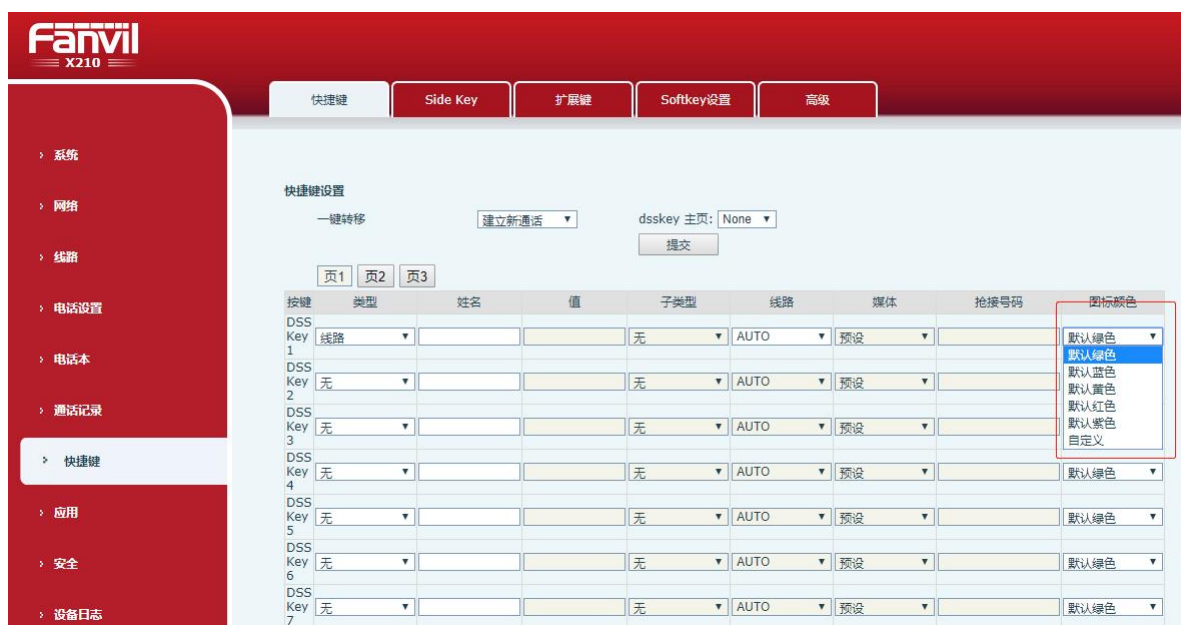 Fanvil
X210
快捷键 Side Key 扩展键 Softkey设置 高级
系统
网络
线路
电话设置
电话本
通话记录
快捷键
应用
安全
设备日志
快捷键设置
一键转移 建立新通话 dsskey 主页: None
提交
页1 页2 页3
按键 类型 姓名 值 子类型 线路 媒体 抢接号码 图标颜色
DSS Key 1 线路 无 AUTO 预设 默认绿色
默认绿色
默认蓝色
默认黄色
默认红色
默认紫色
自定义
DSS Key 2 无 无 AUTO 预设
DSS Key 3 无 无 AUTO 预设
DSS Key 4 无 无 AUTO 预设 默认绿色
DSS Key 5 无 无 AUTO 预设 默认绿色
DSS Key 6 无 无 AUTO 预设 默认绿色
DSS Key 7 无 无 AUTO 预设 默认绿色